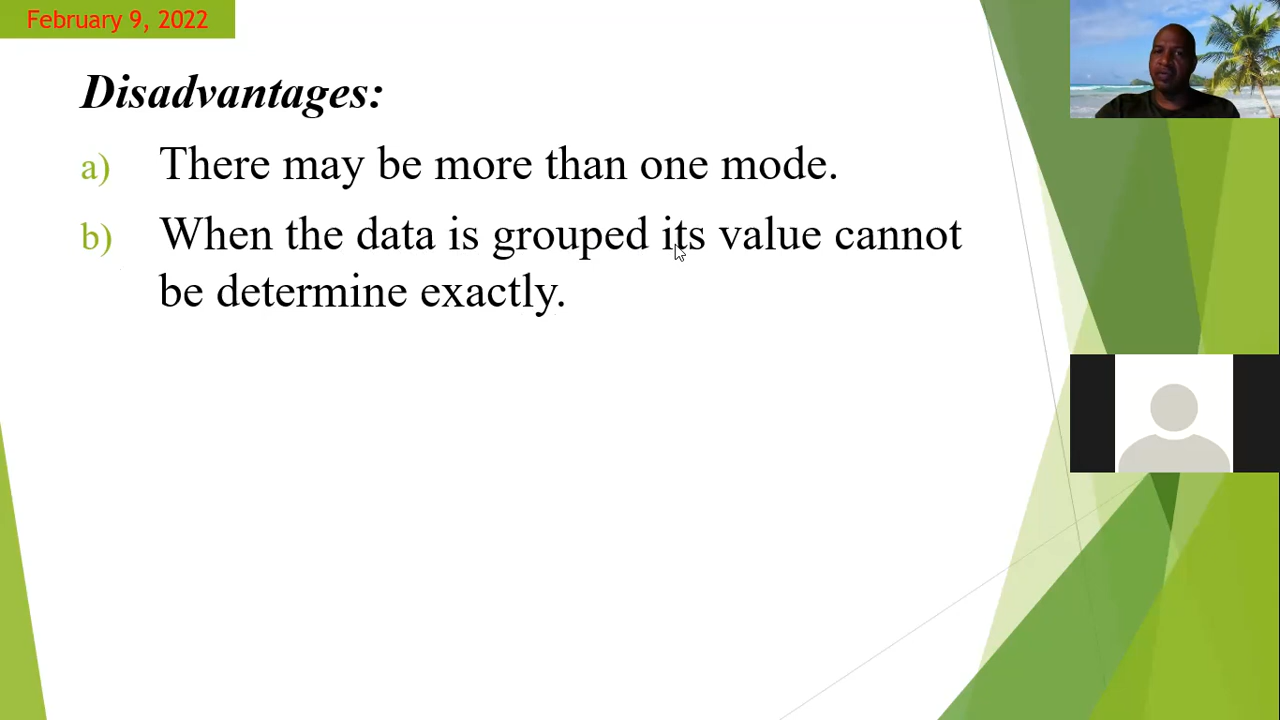 February 9, 2022
Disadvantages:
a) There may be more than one mode.
b) When the data is grouped its value cannot
be determine exactly.